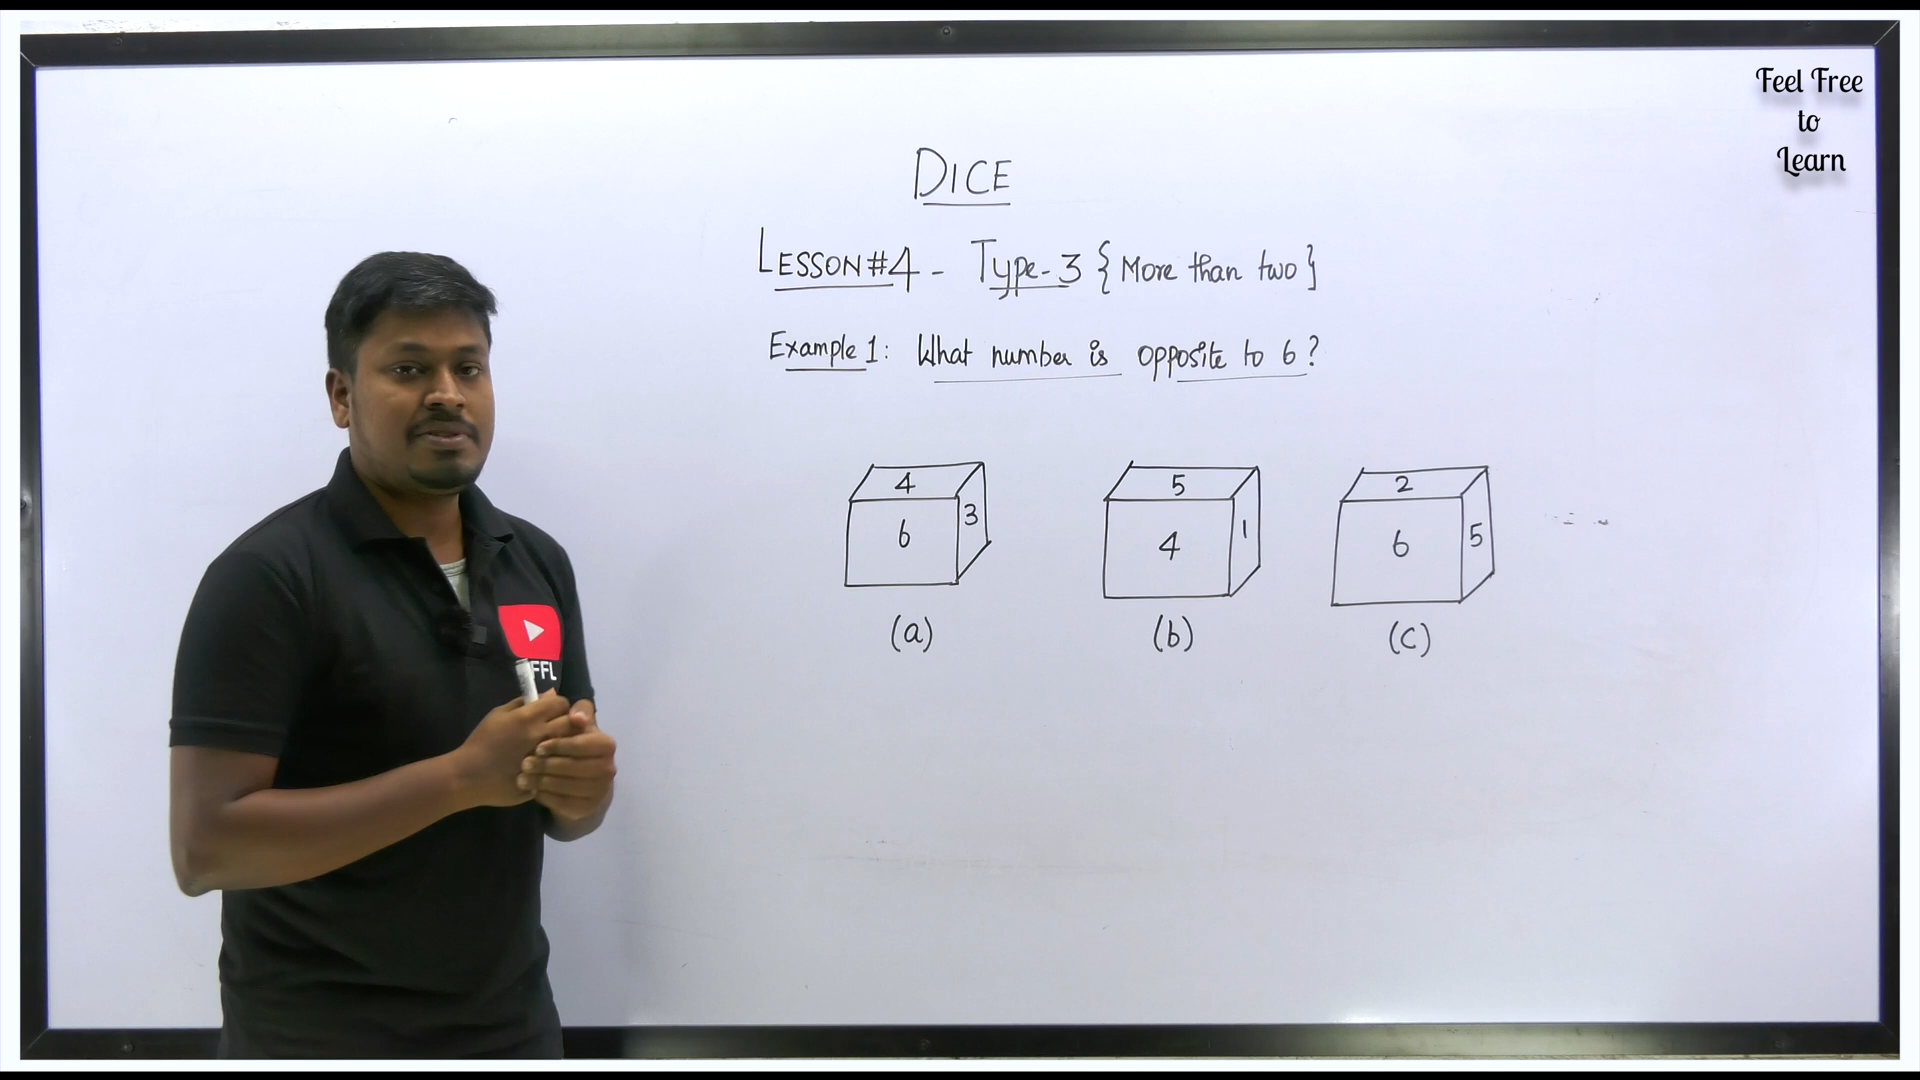 Feel Free
to
Learn
DICE
LESSON#4 - Type-3 {More than two}
Example 1: What number is opposite to 6?
4
6
3
5
4
1
2
6
5
(a)
(b)
(c)
FFL